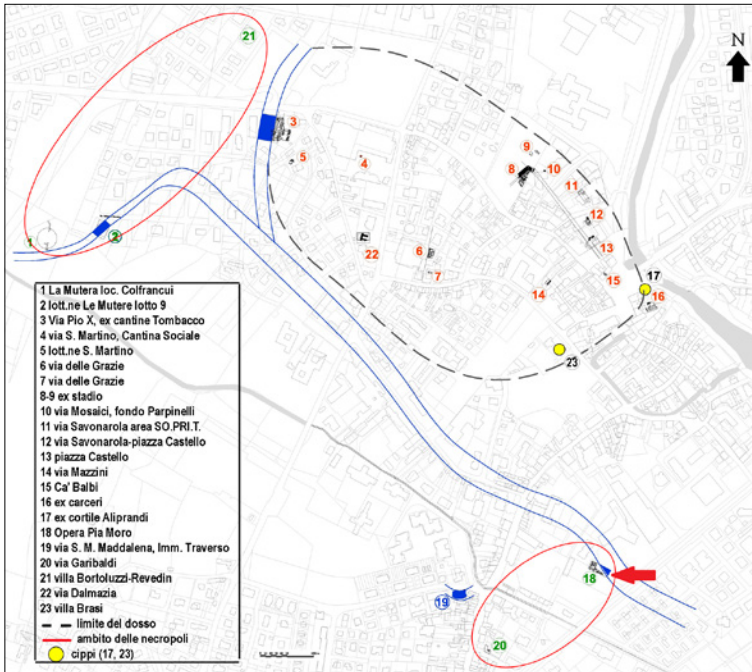 N
21
3
5
4
9
8
10
11
12
13
1
2
22
6
7
15
14
17
16
23
1 La Mutera loc. Colfrancui
2 lott.ne Le Mutere lotto 9
3 Via Pio X, ex cantine Tombacco
4 via S. Martino, Cantina Sociale
5 lott.ne S. Martino
6 via delle Grazie
7 via delle Grazie
8-9 ex stadio
10 via Mosaici, fondo Parpinelli
11 via Savonarola area SO.PRI.T.
12 via Savonarola-piazza Castello
13 piazza Castello
14 via Mazzini
15 Ca' Balbi
16 ex carceri
17 ex cortile Aliprandi
18 Opera Pia Moro
19 via S. M. Maddalena, Imm. Traverso
20 via Garibaldi
21 villa Bortoluzzi-Revedin
22 via Dalmazia
23 villa Brasi
limite del dosso
ambito delle necropoli
cippi (17, 23)
18
19
20